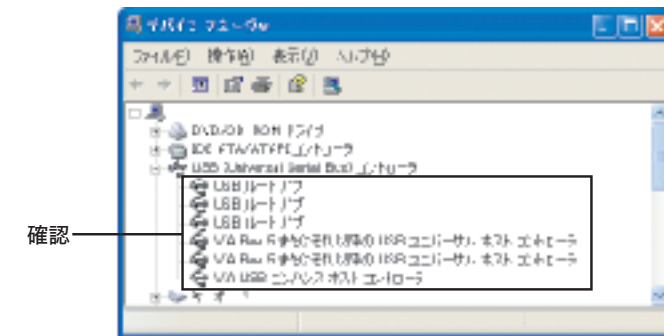 デバイス マネージャ
ファイル(F) 操作(A) 表示(V) ヘルプ(H)
DVD/CD-ROM ドライブ
IDE ATA/ATAPI コントローラ
USB (Universal Serial Bus) コントローラ
USB ルート ハブ
USB ルート ハブ
USB ルート ハブ
確認
VIA Rev 5 またはそれ以降の USB ユニバーサル ホスト コントローラ
VIA Rev 5 またはそれ以降の USB ユニバーサル ホスト コントローラ
VIA USB エンハンス ホスト コントローラ